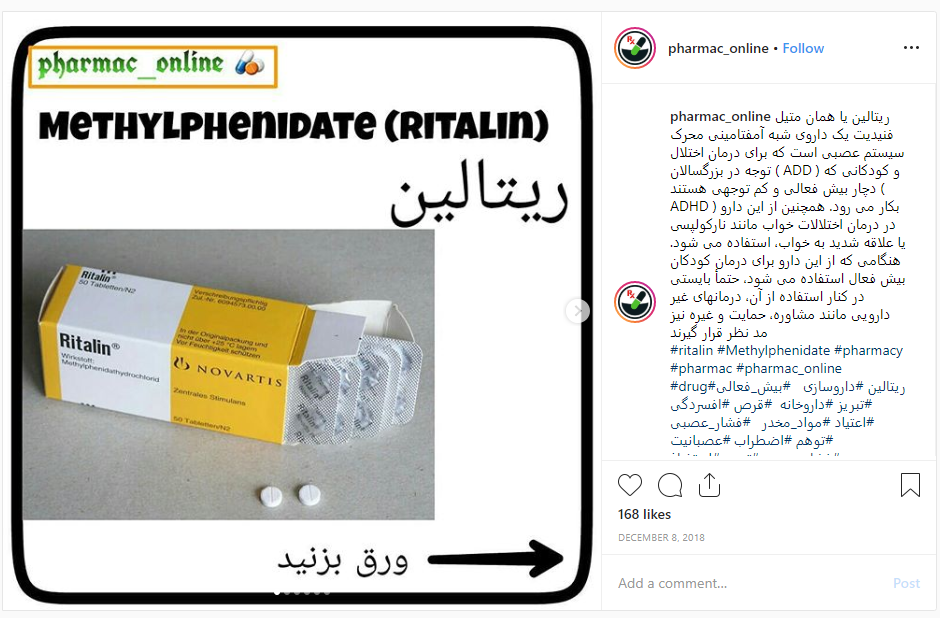 pharmac_online
METHYLPHENIDATE (RITALIN)
ریتالین
Ritalin®
50 Tabletten/N2
Verschreibungspflichtig
Zul.-Nr. 6094573.00.00
Ritalin®
Wirkstoff:
Methylphenidathydrochlorid
In der Originalpackung und
nicht über +25 °C lagern
Vor Feuchtigkeit schützen
NOVARTIS
Zentrales Stimulans
50 Tabletten/N2
ورق بزنید
pharmac_online • Follow
pharmac_online ریتالین یا همان متیل
فنیدیت یک داروی شبه آمفتامینی محرک
سیستم عصبی است که برای درمان اختلال
توجه در بزرگسالان ( ADD ) و کودکانی که
دچار بیش فعالی و کم توجهی هستند (
ADHD ) بکار می رود. همچنین از این دارو
در درمان اختلالات خواب مانند نارکولپسی
یا علاقه شدید به خواب، استفاده می شود.
هنگامی که از این دارو برای درمان کودکان
بیش فعال استفاده می شود، حتماً بایستی
در کنار استفاده از آن، درمانهای غیر
دارویی مانند مشاوره، حمایت و غیره نیز
مد نظر قرار گیرند
#ritalin #Methylphenidate #pharmacy
#pharmac #pharmac_online
#drug#ریتالین #داروسازی #بیش_فعالی
#تبریز #داروخانه #قرص #افسردگی
#اعتیاد #مواد_مخدر #فشار_عصبی
#توهم #اضطراب #عصبانیت
168 likes
DECEMBER 8, 2018
Add a comment...
Post